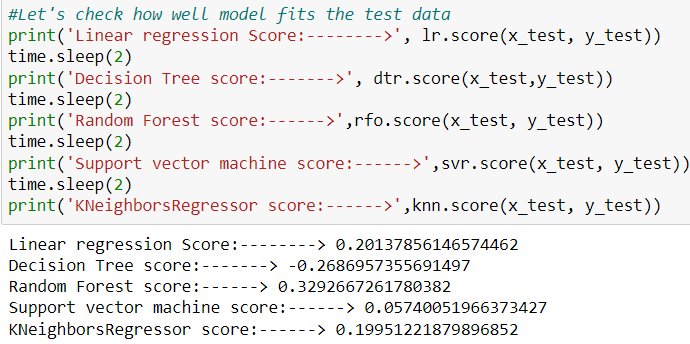 #Let's check how well model fits the test data
print('Linear regression Score:-------->', lr.score(x_test, y_test))
time.sleep(2)
print('Decision Tree score:------->', dtr.score(x_test,y_test))
time.sleep(2)
print('Random Forest score:------>',rfo.score(x_test, y_test))
time.sleep(2)
print('Support vector machine score:------>',svr.score(x_test, y_test))
time.sleep(2)
print('KNeighborsRegressor score:------>',knn.score(x_test, y_test))
Linear regression Score:--------> 0.20137856146574462
Decision Tree score:-------> -0.2686957355691497
Random Forest score:------> 0.3292667261780382
Support vector machine score:------> 0.05740051966373427
KNeighborsRegressor score:------> 0.19951221879896852